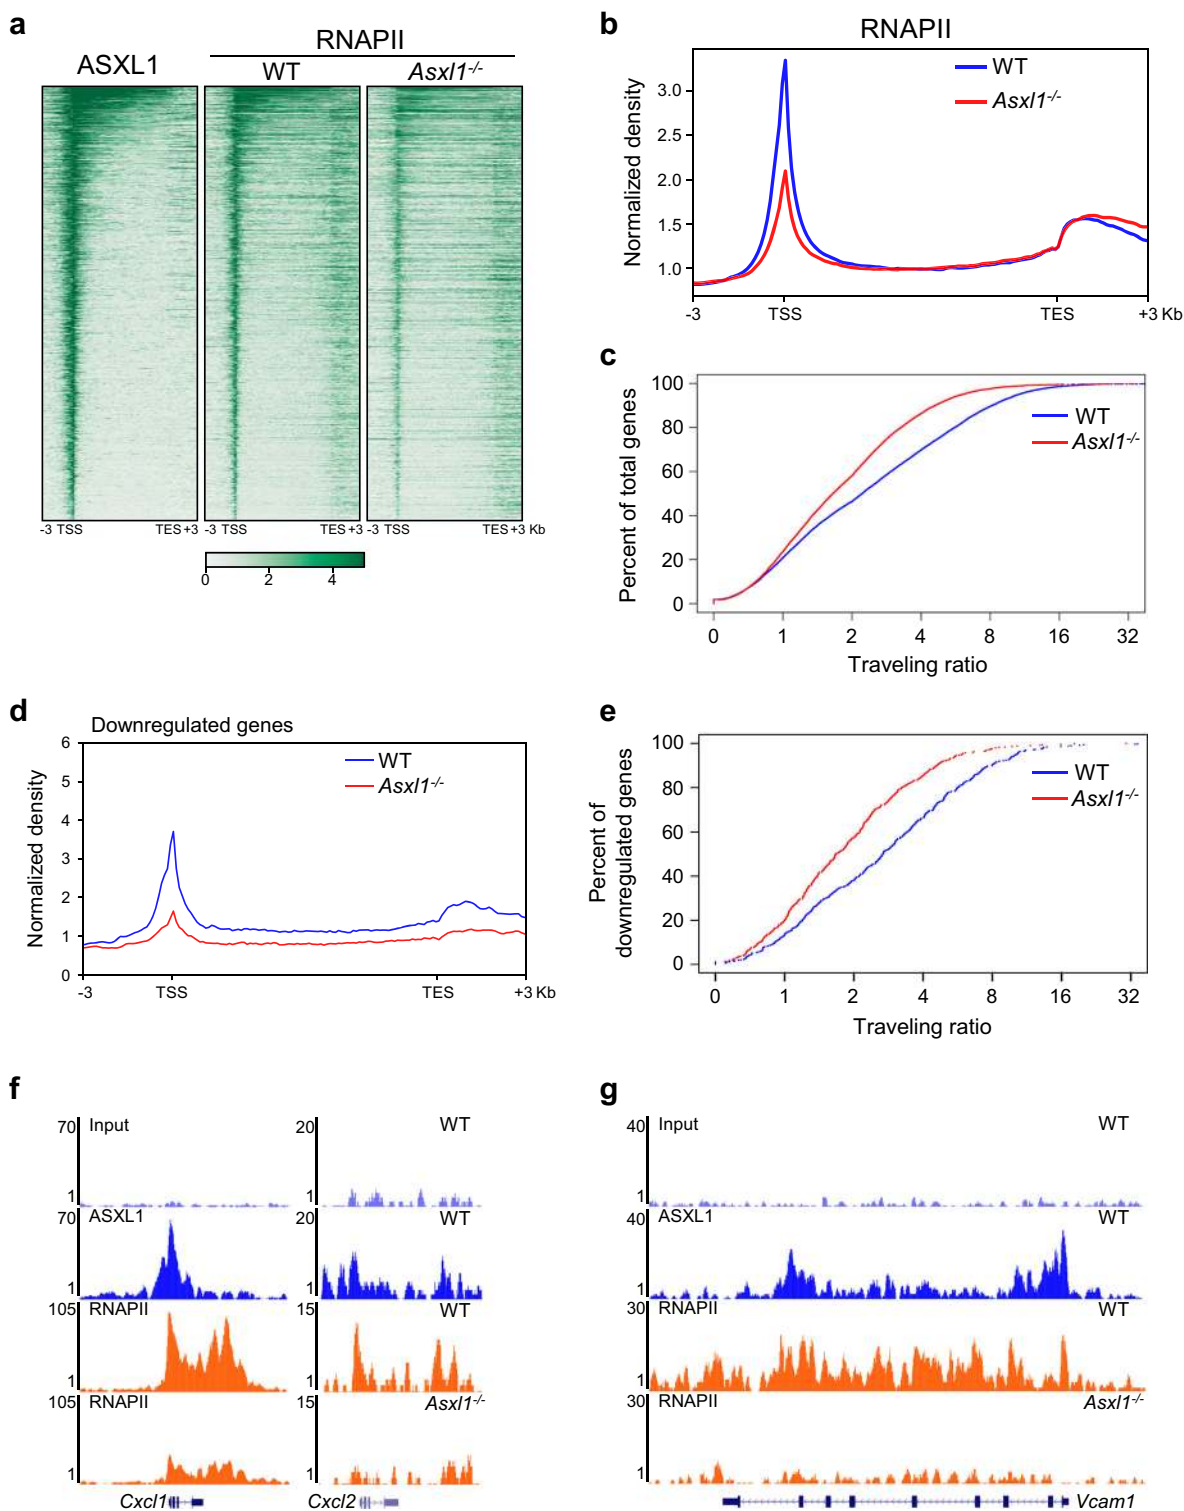 a
RNAPII
ASXL1
WT
Asxl1-/-
-3 TSS
TES +3
-3 TSS
TES +3
-3 TSS
TES +3 Kb
0
2
4
b
RNAPII
WT
Asxl1-/-
Normalized density
3.0
2.5
2.0
1.5
1.0
-3
TSS
TES
+3 Kb
c
WT
Asxl1-/-
Percent of total genes
100
80
60
40
20
0
0
1
2
4
8
16
32
Traveling ratio
d
Downregulated genes
WT
Asxl1-/-
Normalized density
6
5
4
3
2
1
0
-3
TSS
TES
+3 Kb
e
WT
Asxl1-/-
Percent of
downregulated genes
100
80
60
40
20
0
0
1
2
4
8
16
32
Traveling ratio
f
70
Input
1
20
WT
1
70
ASXL1
1
20
WT
1
105
RNAPII
1
15
WT
1
105
RNAPII
1
15
Asxl1-/-
1
Cxcl1
Cxcl2
g
40
Input
WT
1
40
ASXL1
WT
1
30
RNAPII
WT
1
30
RNAPII
Asxl1-/-
1
Vcam1